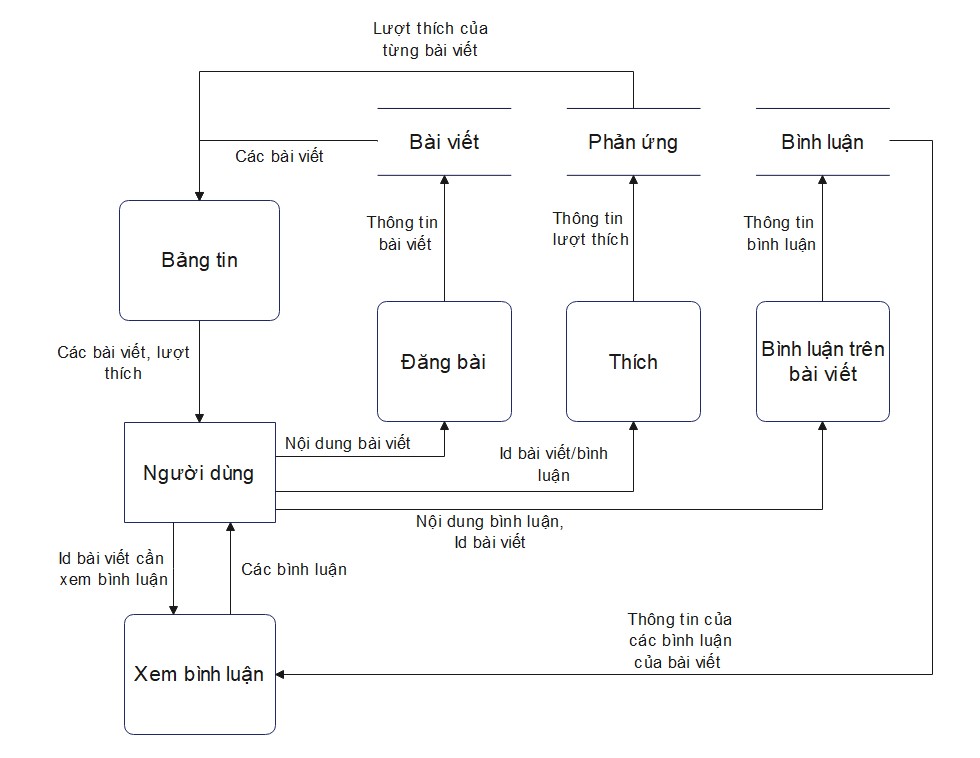 Lượt thích của
từng bài viết
Bài viết
Phản ứng
Bình luận
Các bài viết
Thông tin
bài viết
Thông tin
lượt thích
Thông tin
bình luận
Bảng tin
Các bài viết, lượt
thích
Đăng bài
Thích
Bình luận trên
bài viết
Nội dung bài viết
Id bài viết/bình
luận
Người dùng
Nội dung bình luận,
Id bài viết
Id bài viết cần
xem bình luận
Các bình luận
Thông tin của
các bình luận
của bài viết
Xem bình luận